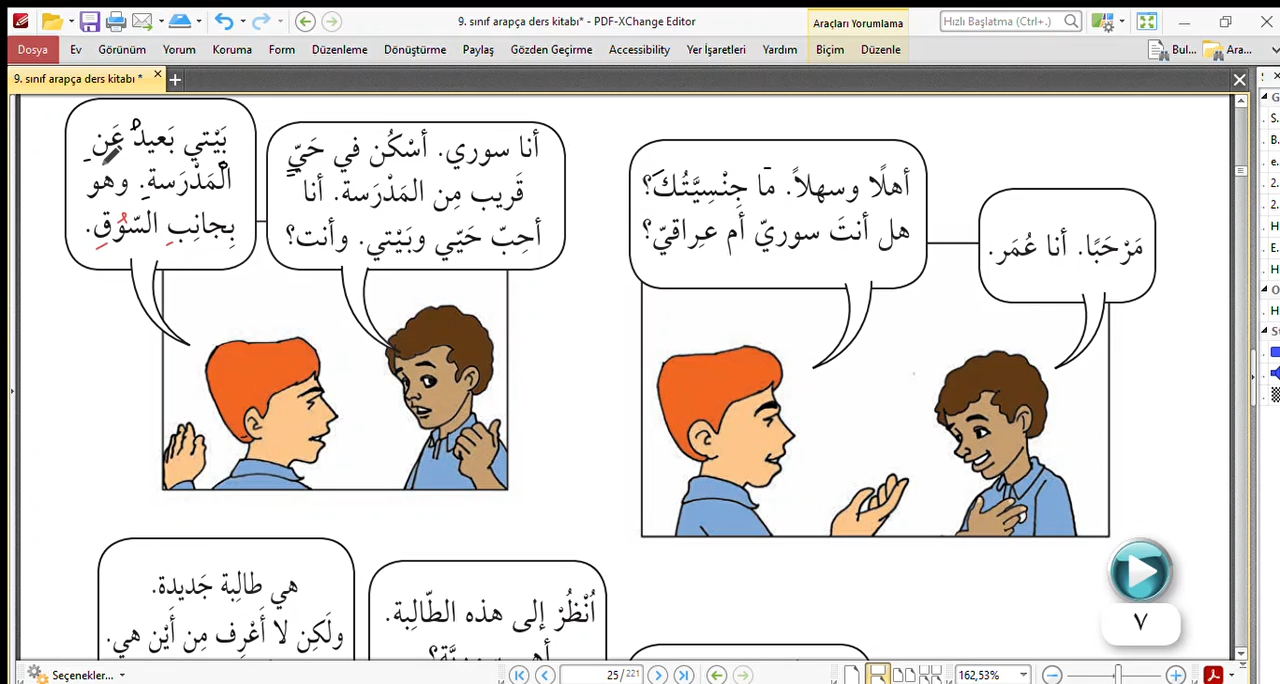 9. sınıf arapça ders kitabı* - PDF-XChange Editor
Araçları Yorumlama
Hızlı Başlatma (Ctrl+.)
Dosya Ev Görünüm Yorum Koruma Form Düzenleme Dönüştürme Paylaş Gözden Geçirme Accessibility Yer İşaretleri Yardım Biçim Düzenle Bul... Ara...
9. sınıf arapça ders kitabı *
مَرْحَبًا. أنا عُمَر.
أهلًا وسهلاً. مَا جِنْسِيَّتُكَ؟
هل أنتَ سوريّ أم عراقيّ؟
أنا سوري. أسْكُن في حَيّ
قَريب مِن المَدْرَسة. أنا
أحِبّ حَيّي وبَيْتي. وأنت؟
بَيْتي بَعيدٌ عَن
المَدْرَسةِ. وهو
بِجانِبِ السّوُقِ.
٧
اُنْظُرْ إلى هذه الطّالِبة.
هي طالِبة جَديدة.
ولَكِن لا أَعْرِف مِن أَيْن هي.
Seçenekler...
25 / 221
162,53%